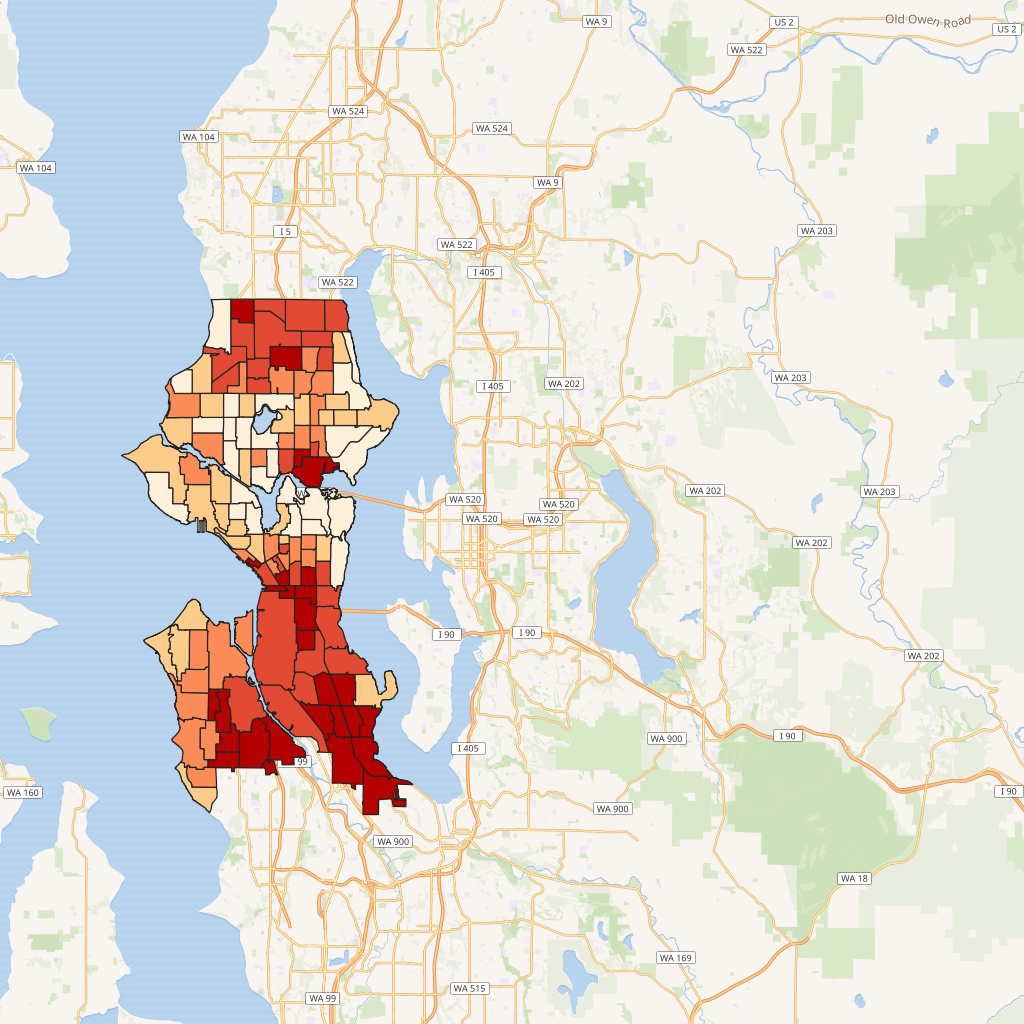 WA 9
US 2
Old Owen Road
US 2
WA 522
WA 524
WA 524
WA 104
WA 104
WA 9
I 5
WA 203
WA 522
I 405
WA 522
I 405
WA 202
WA 203
WA 203
WA 202
W
WA 520
WA 520
WA 520
WA 520
WA 202
I 90
I 90
WA 202
I 405
WA 900
I 90
99
WA 160
I 90
WA 900
WA 900
WA 18
WA 169
WA 515
WA 99